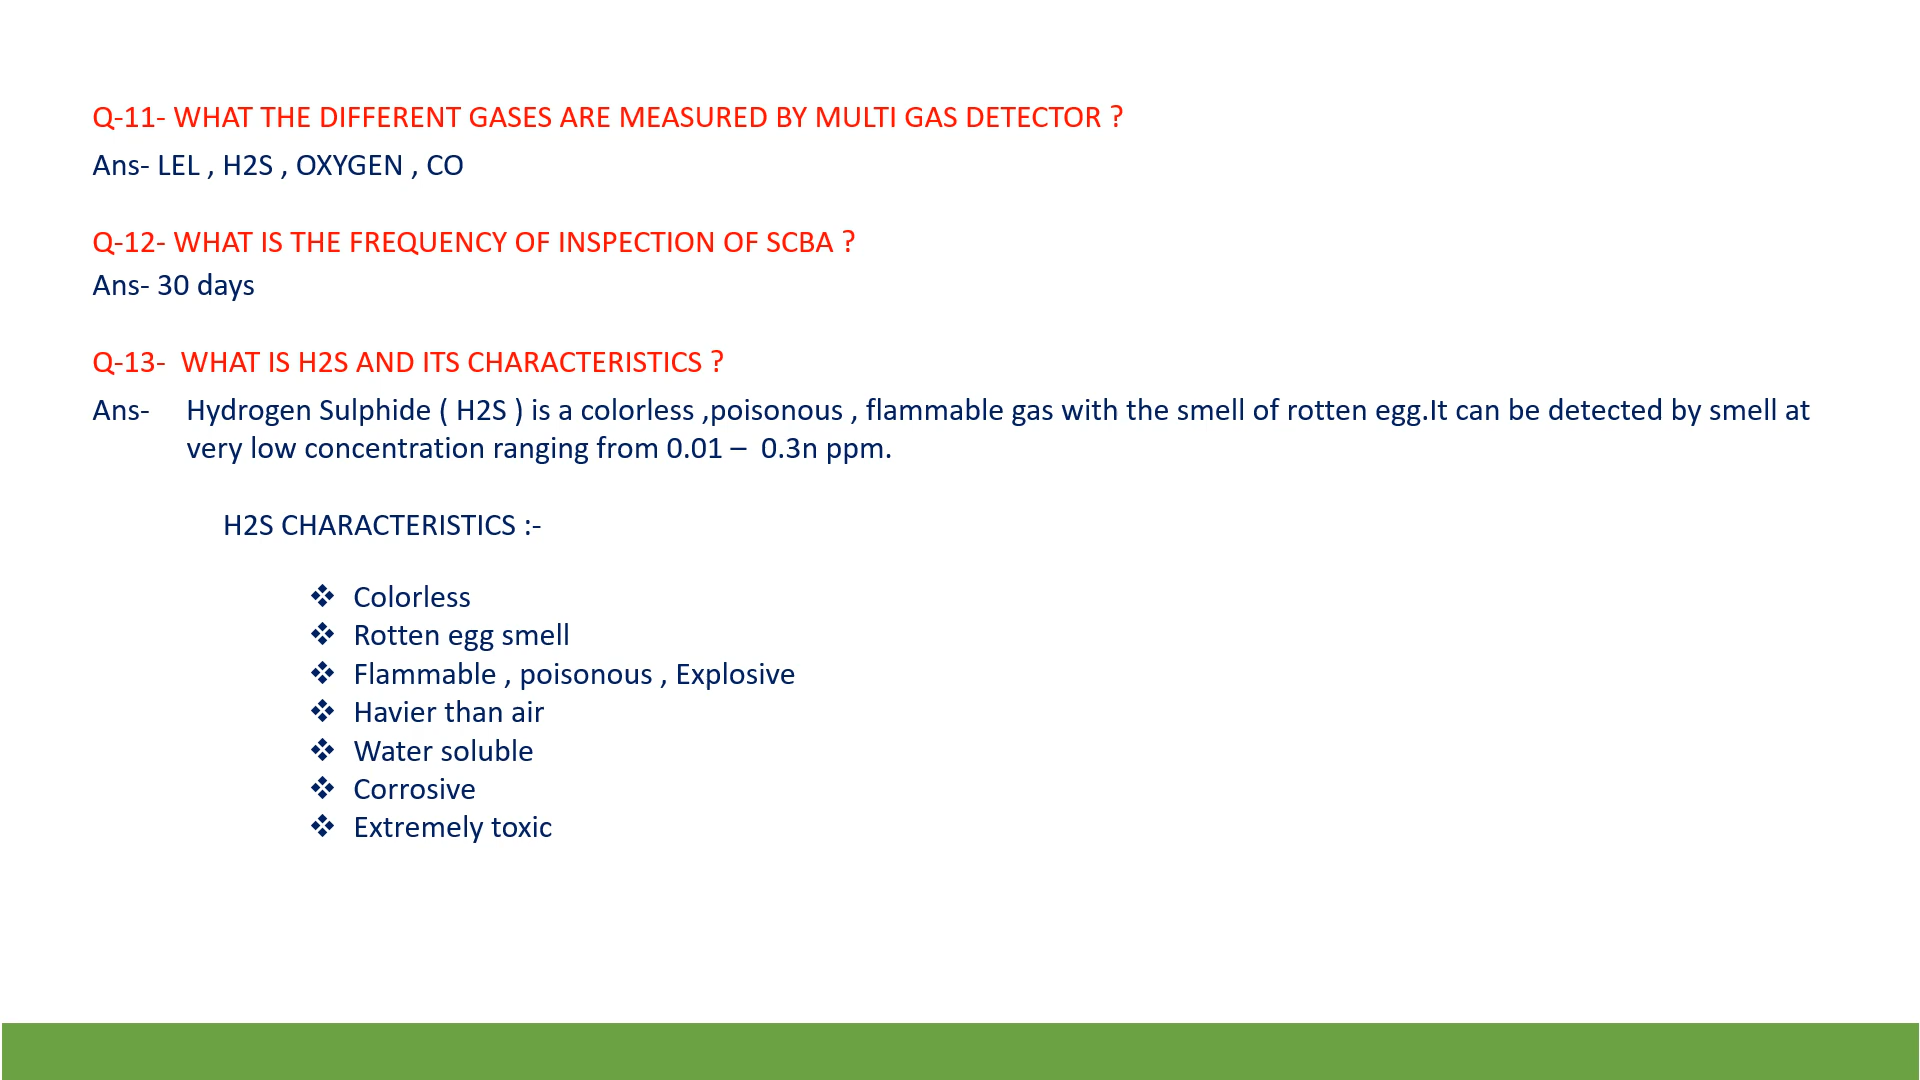 Q-11- WHAT THE DIFFERENT GASES ARE MEASURED BY MULTI GAS DETECTOR ?
Ans- LEL , H2S , OXYGEN , CO
Q-12- WHAT IS THE FREQUENCY OF INSPECTION OF SCBA ?
Ans- 30 days
Q-13-  WHAT IS H2S AND ITS CHARACTERISTICS ?
Ans- Hydrogen Sulphide ( H2S ) is a colorless ,poisonous , flammable gas with the smell of rotten egg.It can be detected by smell at
very low concentration ranging from 0.01 –  0.3n ppm.
H2S CHARACTERISTICS :-
❖ Colorless
❖ Rotten egg smell
❖ Flammable , poisonous , Explosive
❖ Havier than air
❖ Water soluble
❖ Corrosive
❖ Extremely toxic